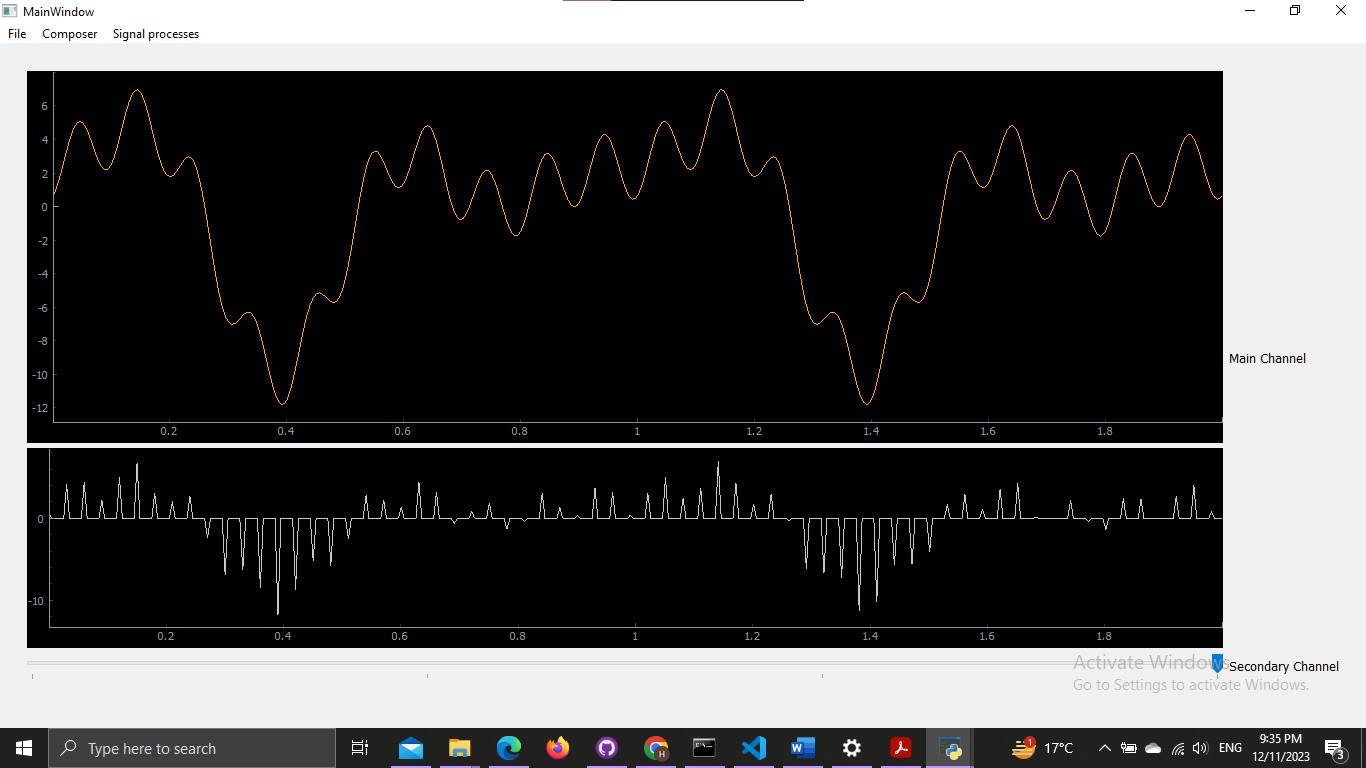 MainWindow
File Composer Signal processes
6
4
2
0
-2
-4
-6
-8
-10
-12
0.2 0.4 0.6 0.8 1 1.2 1.4 1.6 1.8
Main Channel
0
-10
0.2 0.4 0.6 0.8 1 1.2 1.4 1.6 1.8
Activate Windows
Secondary Channel
Go to Settings to activate Windows.
Type here to search
H
W
1
17°C
ENG
9:35 PM
12/11/2023
3